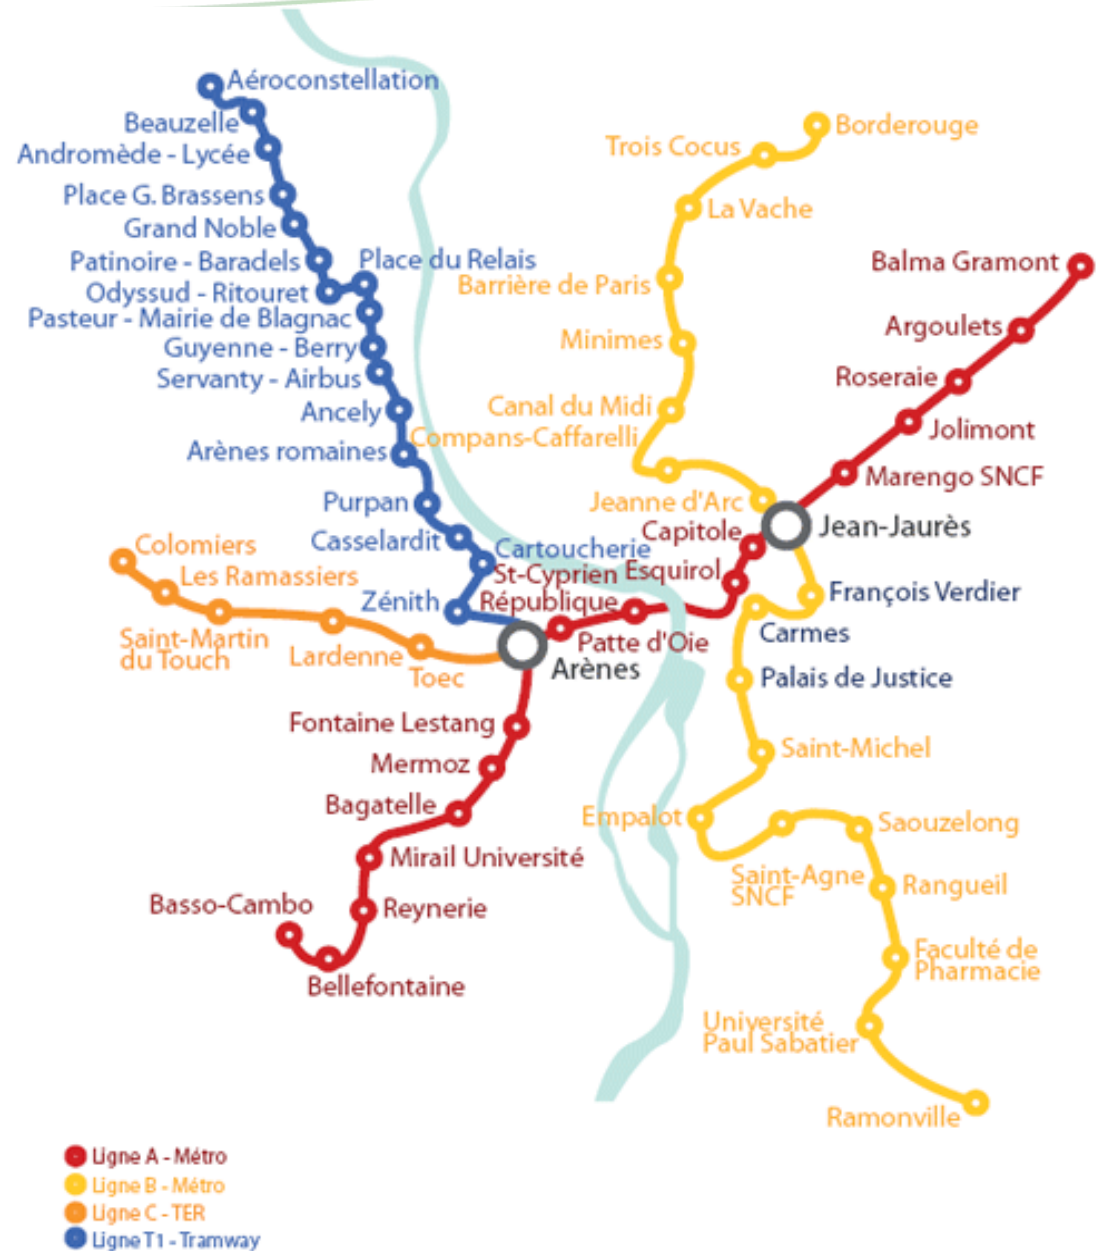 Aéroconstellation
Beauzelle
Andromède - Lycée
Place G. Brassens
Grand Noble
Patinoire - Baradels
Place du Relais
Odyssud - Ritouret
Pasteur - Mairie de Blagnac
Guyenne - Berry
Servanty - Airbus
Ancely
Arènes romaines
Purpan
Casselardit
Cartoucherie
Zénith
Colomiers
Les Ramassiers
Saint-Martin
du Touch
Lardenne
Toec
Arènes
Borderouge
Trois Cocus
La Vache
Barrière de Paris
Minimes
Canal du Midi
Compans-Caffarelli
Jeanne d'Arc
Jean-Jaurès
Balma Gramont
Argoulets
Roseraie
Jolimont
Marengo SNCF
Capitole
Esquirol
St-Cyprien
République
Patte d'Oie
François Verdier
Carmes
Palais de Justice
Saint-Michel
Empalot
Saint-Agne
SNCF
Saouzelong
Rangueil
Faculté de
Pharmacie
Université
Paul Sabatier
Ramonville
Fontaine Lestang
Mermoz
Bagatelle
Mirail Université
Reynerie
Basso-Cambo
Bellefontaine
Ligne A - Métro
Ligne B - Métro
Ligne C - TER
Ligne T1 - Tramway